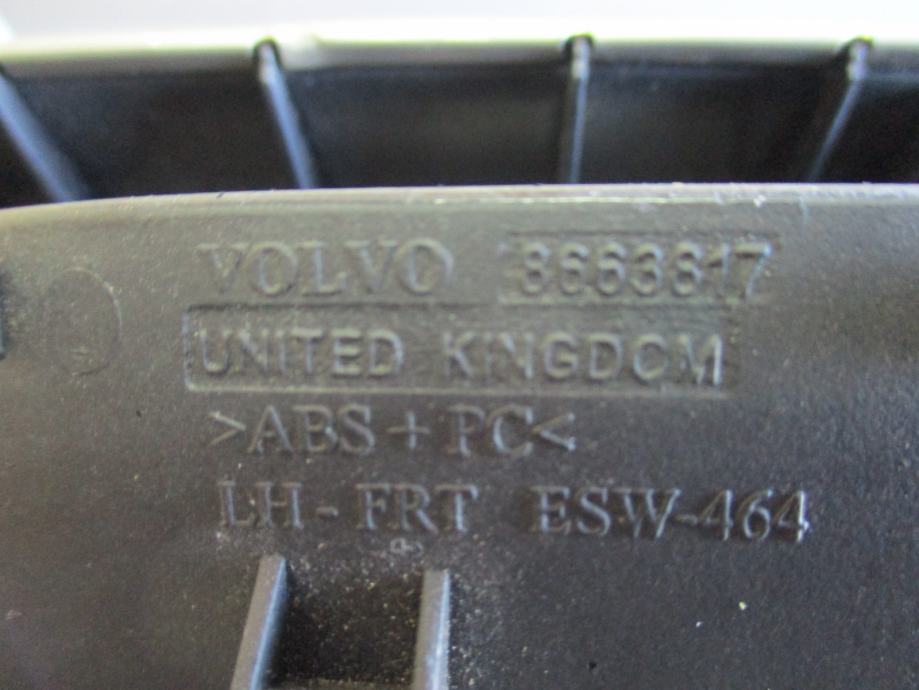 VOLVO 8663817
UNITED KINGDOM
>ABS+PC<
LH-FRT ESW-464